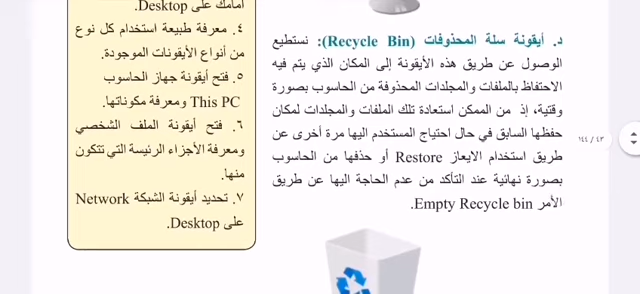 د. أيقونة سلة المحذوفات (Recycle Bin): نستطيع
الوصول عن طريق هذه الأيقونة إلى المكان الذي يتم فيه
الاحتفاظ بالملفات والمجلدات المحذوفة من الحاسوب بصورة
وقتية، إذ من الممكن استعادة تلك الملفات والمجلدات لمكان
حفظها السابق في حال احتياج المستخدم اليها مرة أخرى عن
طريق استخدام الايعاز Restore أو حذفها من الحاسوب
بصورة نهائية عند التأكد من عدم الحاجة اليها عن طريق
الأمر Empty Recycle bin.
أمامك على Desktop.
٤. معرفة طبيعة استخدام كل نوع
من أنواع الأيقونات الموجودة.
٥. فتح أيقونة جهاز الحاسوب
This PC ومعرفة مكوناتها.
٦. فتح أيقونة الملف الشخصي
ومعرفة الأجزاء الرئيسة التي تتكون
منها.
٧. تحديد أيقونة الشبكة Network
على Desktop.
١٤٤ / ٤٣